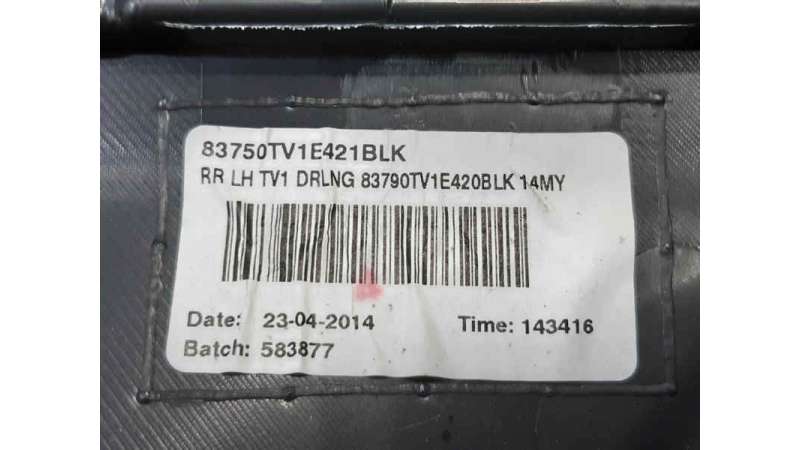 83750TV1E421BLK
RR LH TV1 DRLNG 83790TV1E420BLK 14MY
Date: 23-04-2014 Time: 143416
Batch: 583877